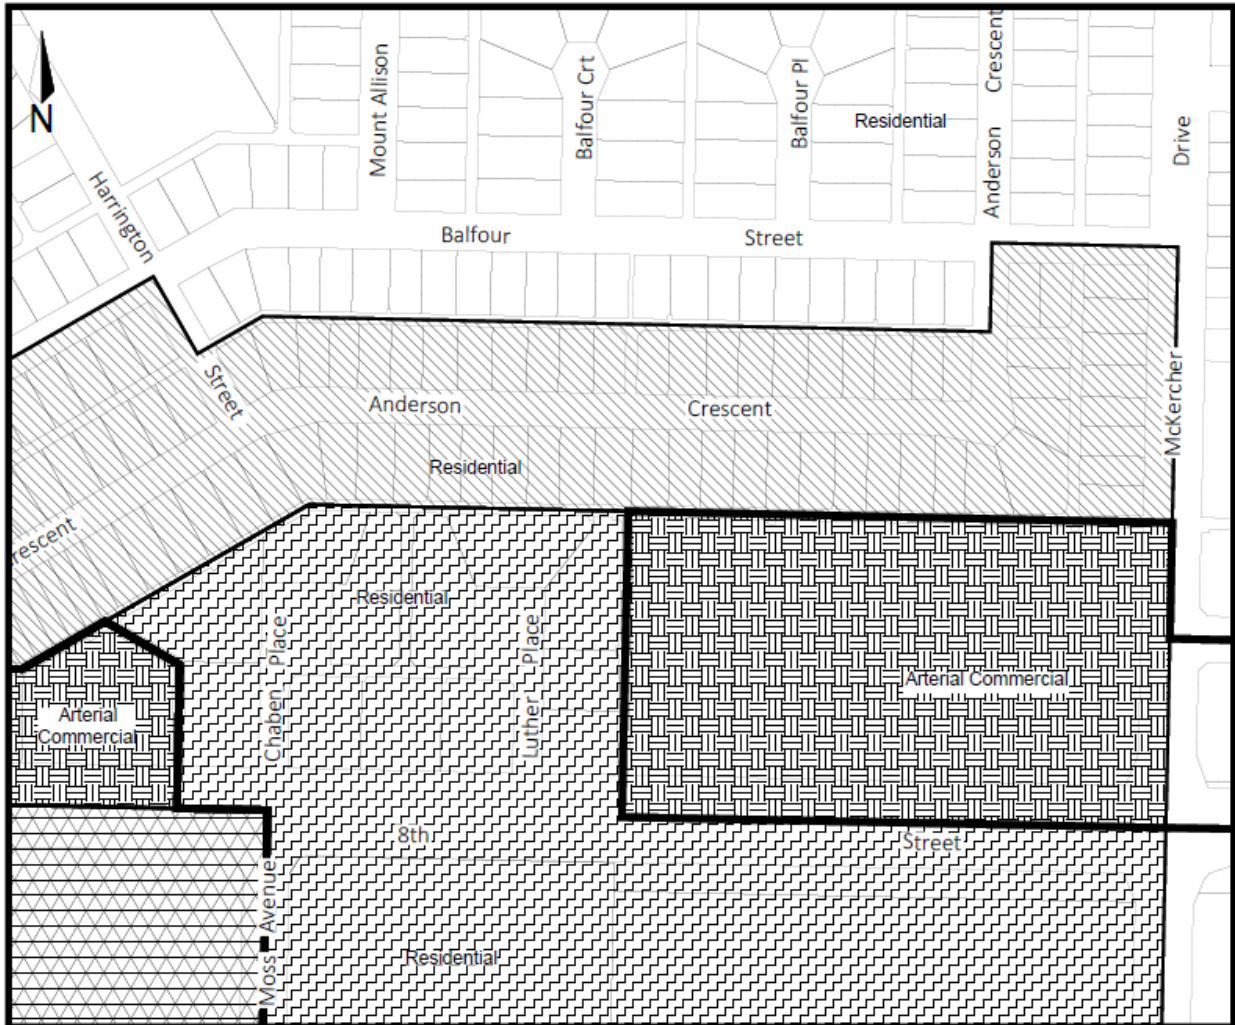 N
Mount Allison
Balfour Crt
Balfour Pl
Residential
Anderson
Crescent
Drive
Harrington
Balfour
Street
Street
Anderson
Crescent
Residential
McKercher
rescent
Residential
Chaben Place
Luther Place
Arterial
Commercial
Arterial Commercial
8th
Street
Moss Avenue
Residential